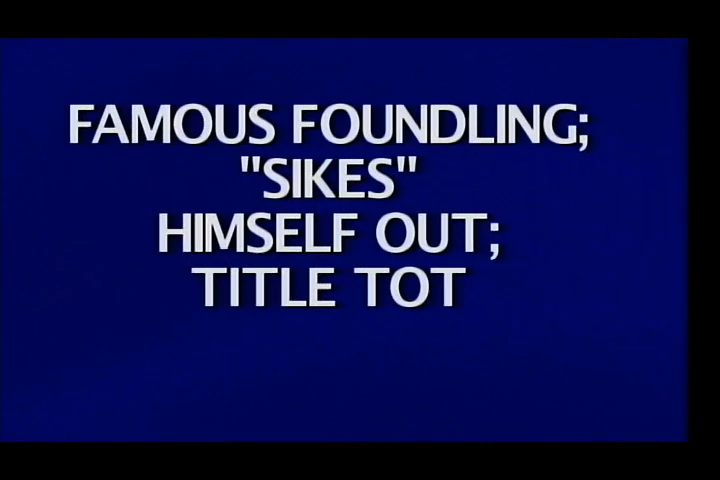 FAMOUS FOUNDLING;
"SIKES"
HIMSELF OUT;
TITLE TOT